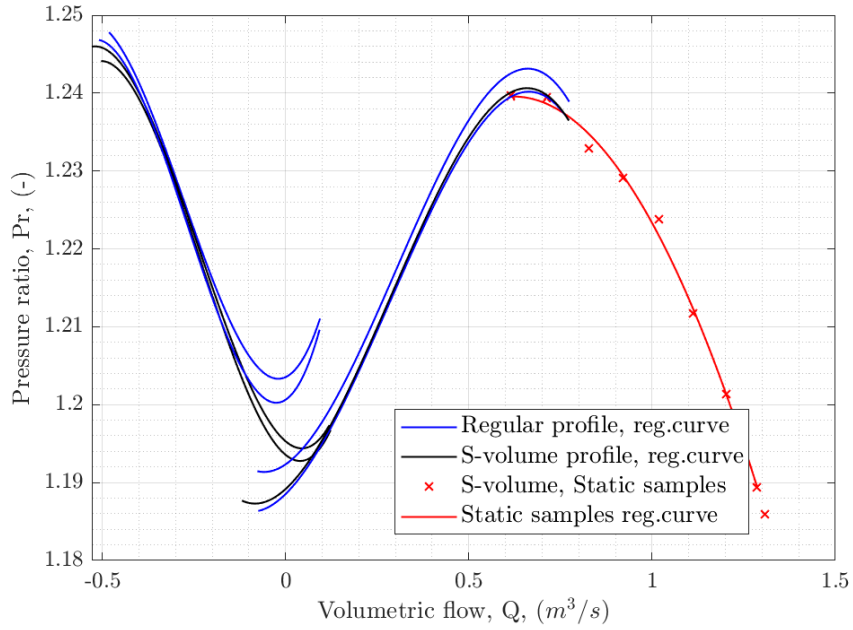 1.25
1.24
1.23
1.22
1.21
1.2
1.19
1.18
Pressure ratio, Pr, (-)
Regular profile, reg.curve
S-volume profile, reg.curve
S-volume, Static samples
Static samples reg.curve
-0.5 0 0.5 1 1.5
Volumetric flow, Q, (m³/s)